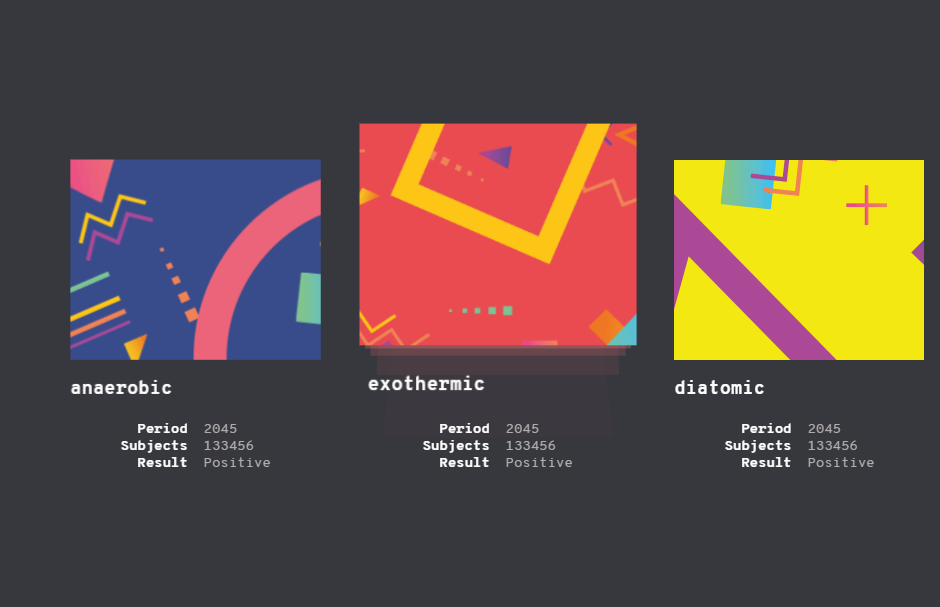 anaerobic
Period 2045
Subjects 133456
Result Positive
exothermic
Period 2045
Subjects 133456
Result Positive
diatomic
Period 2045
Subjects 133456
Result Positive